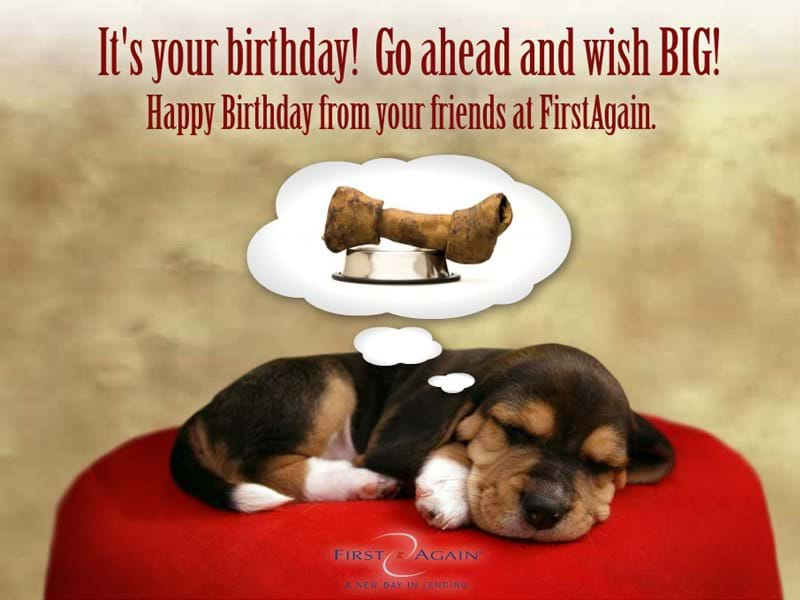 It's your birthday! Go ahead and wish BIG!
Happy Birthday from your friends at FirstAgain.
FIRST AGAIN
A NEW DAY IN LENDING